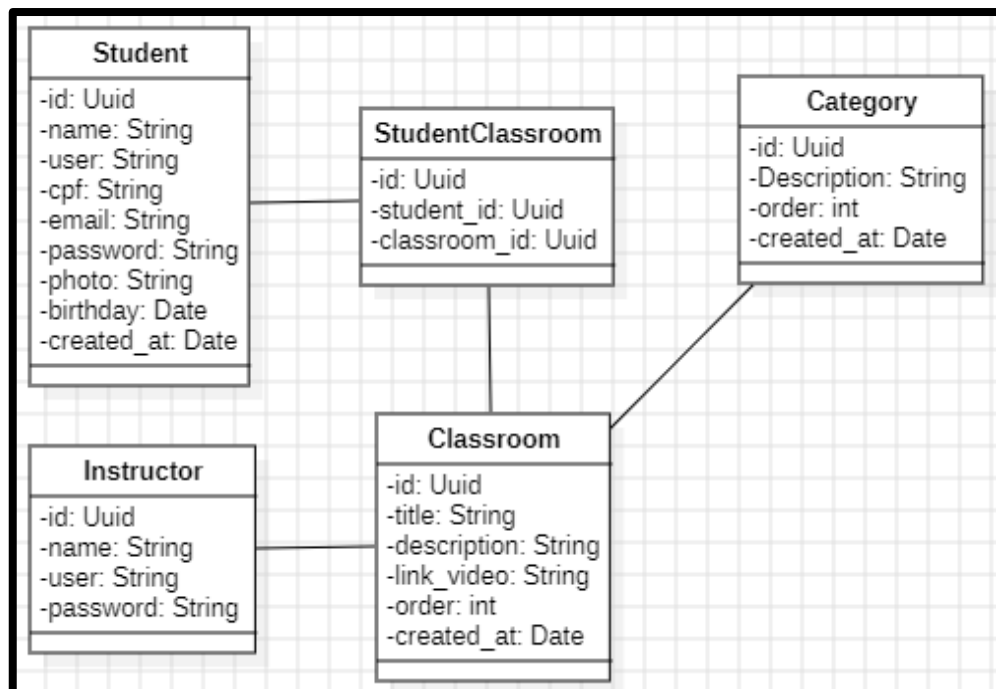 Student
-id: Uuid
-name: String
-user: String
-cpf: String
-email: String
-password: String
-photo: String
-birthday: Date
-created_at: Date
StudentClassroom
-id: Uuid
-student_id: Uuid
-classroom_id: Uuid
Category
-id: Uuid
-Description: String
-order: int
-created_at: Date
Instructor
-id: Uuid
-name: String
-user: String
-password: String
Classroom
-id: Uuid
-title: String
-description: String
-link_video: String
-order: int
-created_at: Date